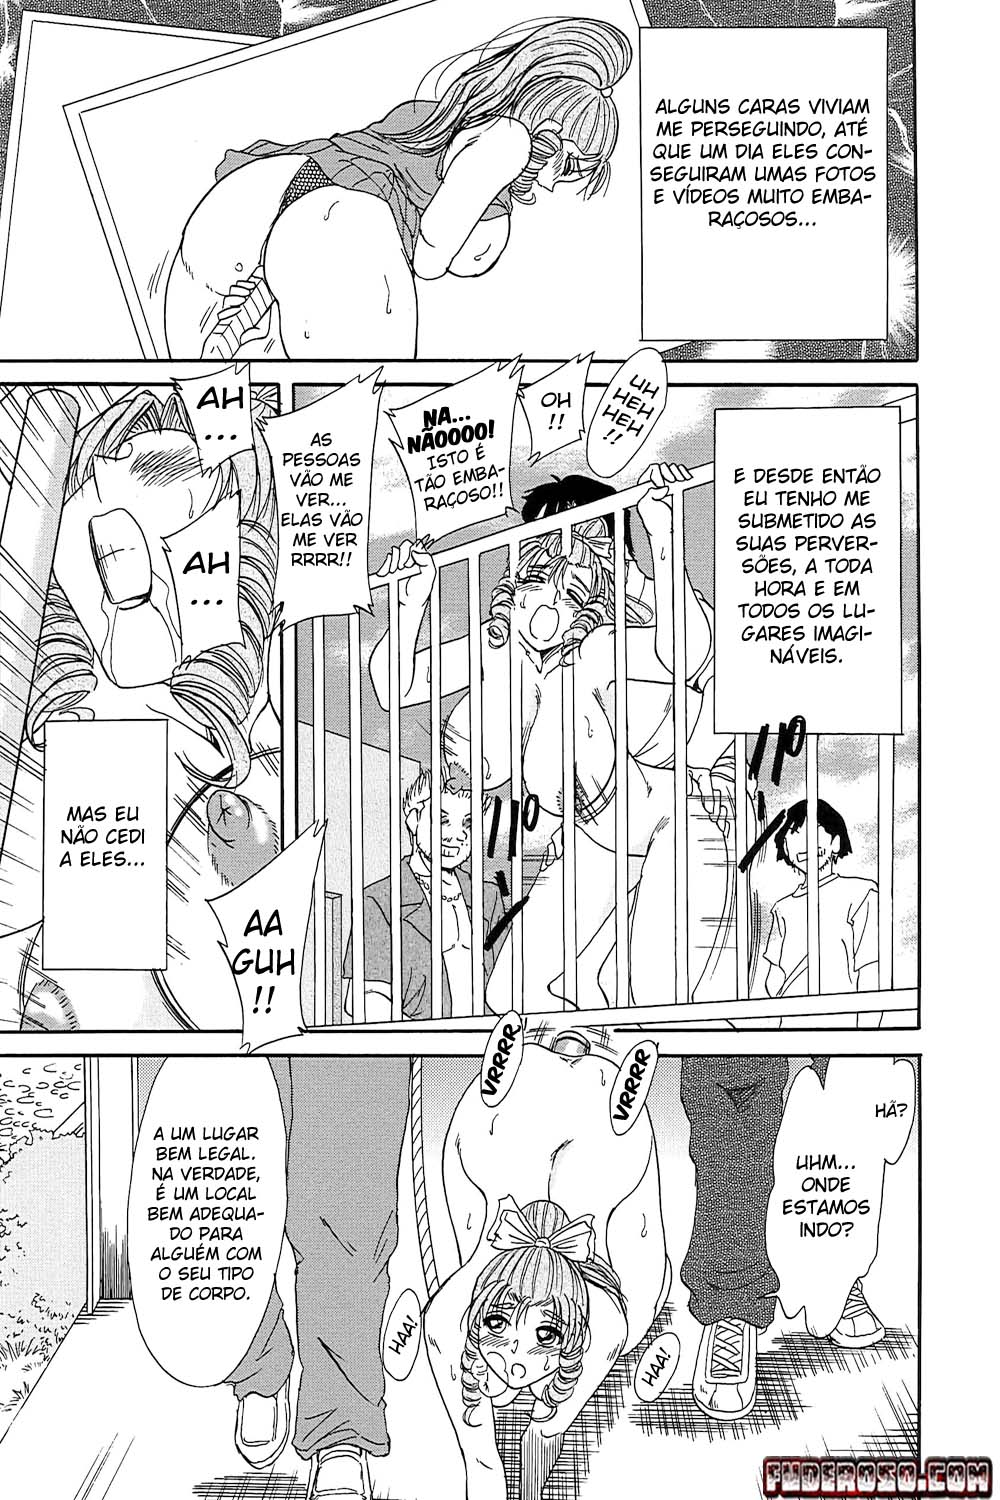 ALGUNS CARAS VIVIAM
ME PERSEGUINDO, ATÉ
QUE UM DIA ELES CON-
SEGUIRAM UMAS FOTOS
E VÍDEOS MUITO EMBA-
RAÇOSOS...
UH
HEH
HEH
!!
OH
!!
NA...
NÃOOOO!
ISTO É
TÃO EMBA-
RAÇOSO!!
AS
PESSOAS
VÃO ME
VER...
ELAS VÃO
ME VER
RRRR!!
E DESDE ENTÃO
EU TENHO ME
SUBMETIDO AS
SUAS PERVER-
SÕES, A TODA
HORA E EM
TODOS OS LU-
GARES IMAGI-
NÁVEIS.
AH
...
AH
...
MAS EU
NÃO CEDI
A ELES...
AA
GUH
!!
HÃ?
UHM...
ONDE
ESTAMOS
INDO?
VRRRR
VRRRR
A UM LUGAR
BEM LEGAL.
NA VERDADE,
É UM LOCAL
BEM ADEQUA-
DO PARA
ALGUÉM COM
O SEU TIPO
DE CORPO.
HAA!
HAA!
FUDEROSO.COM